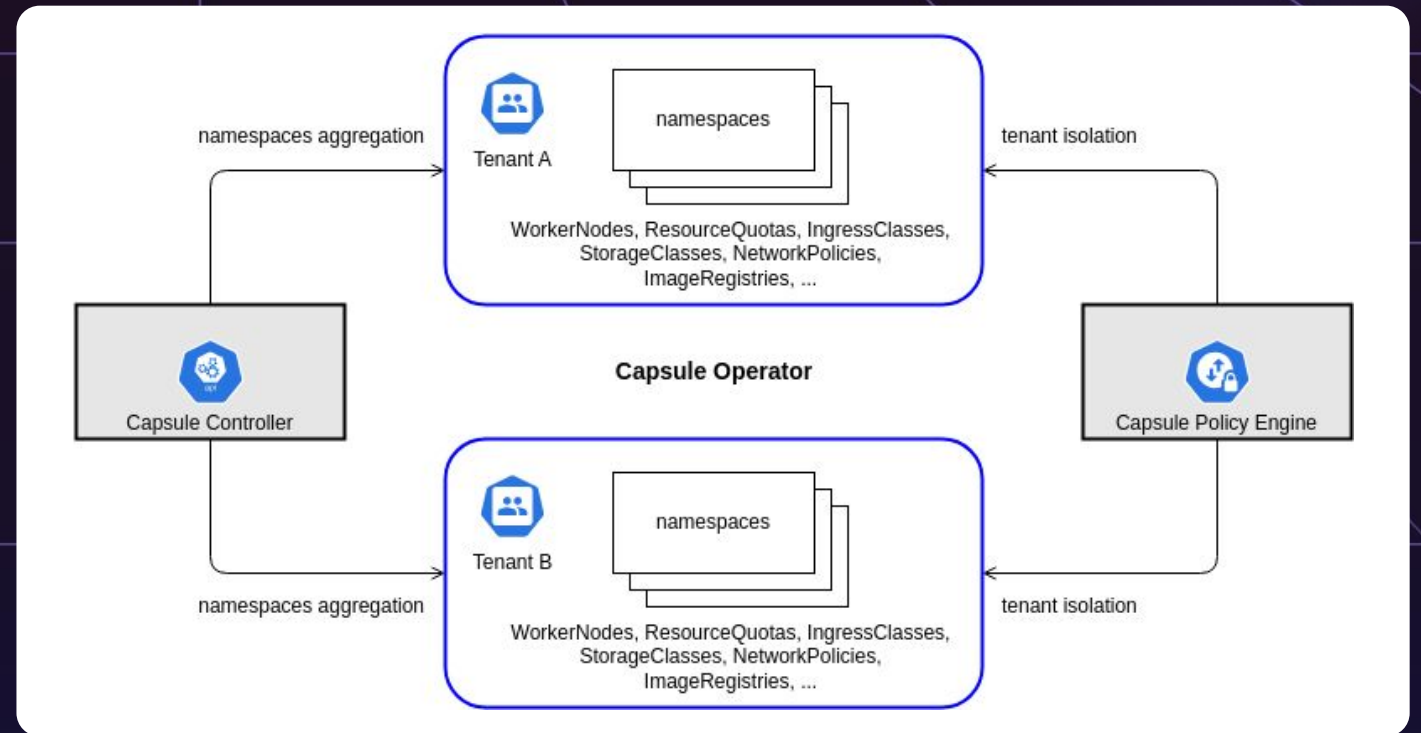 namespaces aggregation
Tenant A
namespaces
tenant isolation
WorkerNodes, ResourceQuotas, IngressClasses,
StorageClasses, NetworkPolicies,
ImageRegistries, ...
Capsule Controller
Capsule Operator
Capsule Policy Engine
Tenant B
namespaces
namespaces aggregation
tenant isolation
WorkerNodes, ResourceQuotas, IngressClasses,
StorageClasses, NetworkPolicies,
ImageRegistries, ...